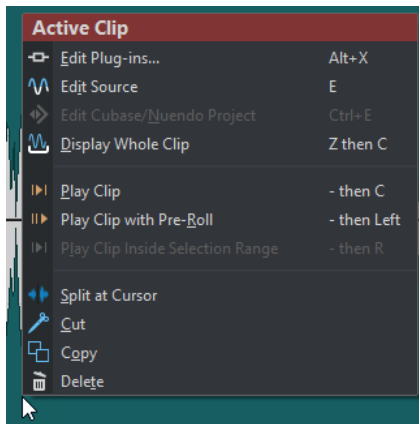 Active Clip
Edit Plug-ins... Alt+X
Edit Source E
Edit Cubase/Nuendo Project Ctrl+E
Display Whole Clip Z then C
Play Clip - then C
Play Clip with Pre-Roll - then Left
Play Clip Inside Selection Range - then R
Split at Cursor
Cut
Copy
Delete